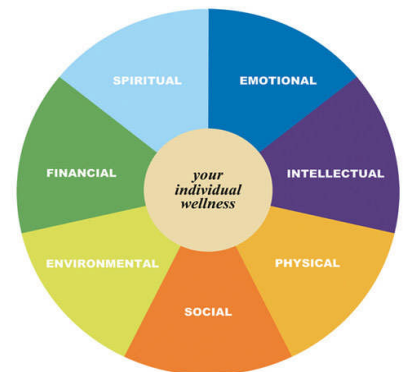 SPIRITUAL
EMOTIONAL
FINANCIAL
your
individual
wellness
INTELLECTUAL
ENVIRONMENTAL
PHYSICAL
SOCIAL